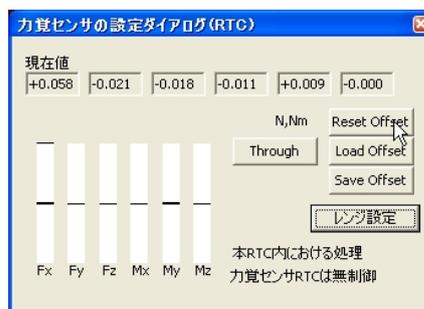 力覚センサの設定ダイアログ(RTC)
現在値
+0.058 -0.021 -0.018 -0.011 +0.009 -0.000
N,Nm Reset Offset
Through Load Offset
Save Offset
レンジ設定
本RTC内における処理
Fx Fy Fz Mx My Mz 力覚センサRTCは無制御